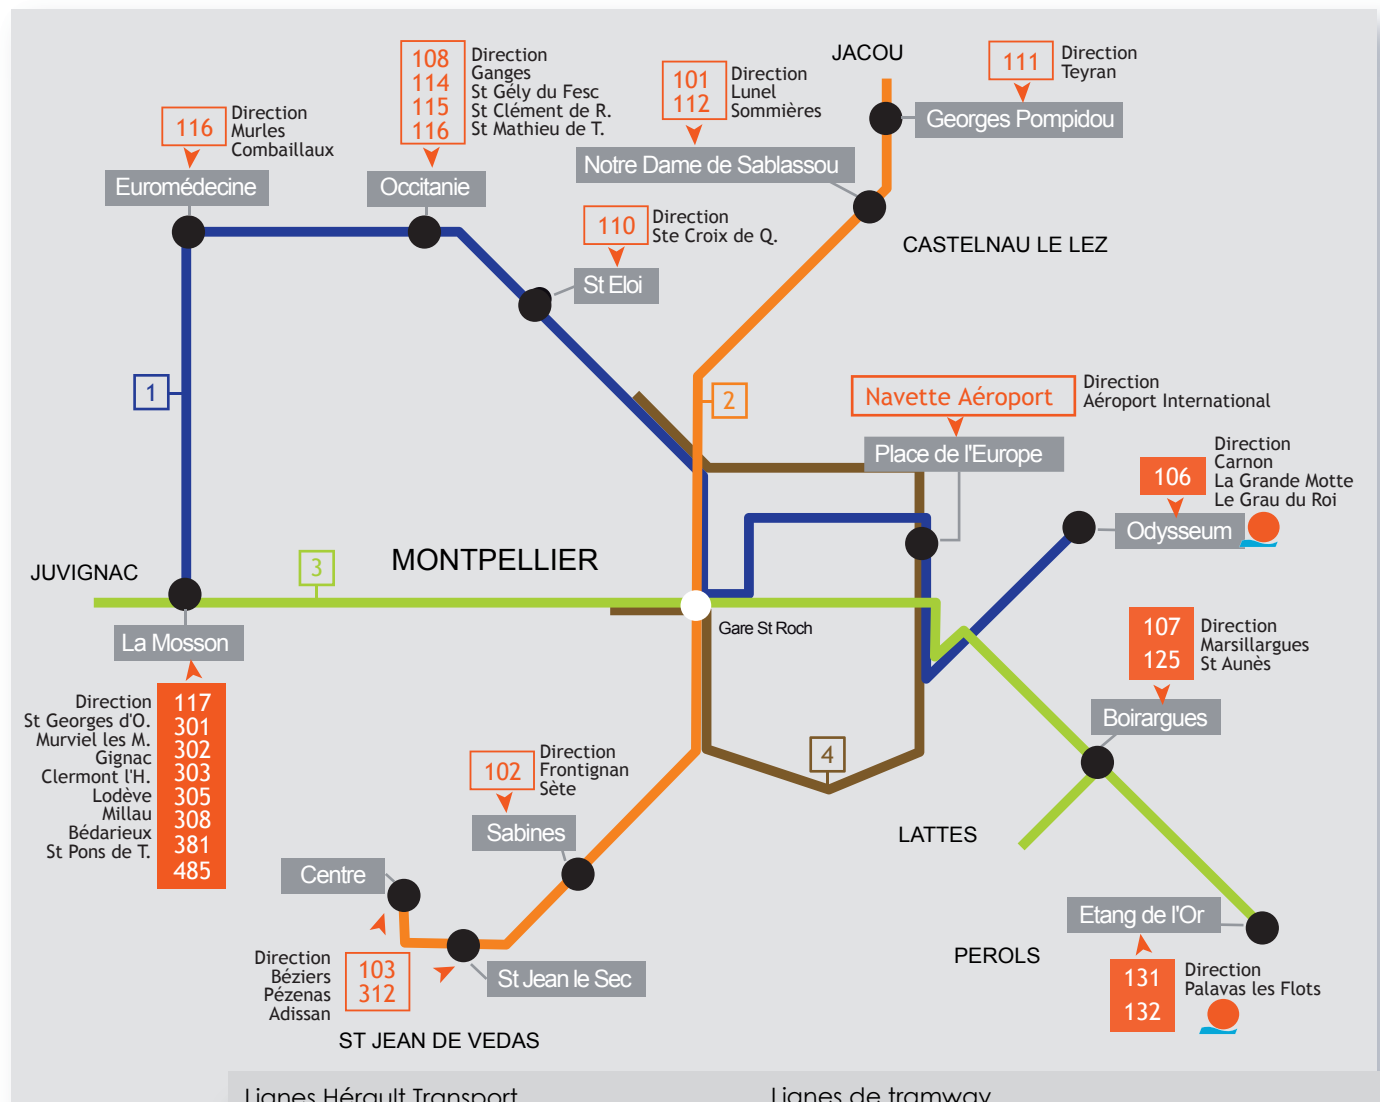 JACOU
111
Direction
Teyran
Georges Pompidou
108
114
115
116
Direction
Ganges
St Gély du Fesc
St Clément de R.
St Mathieu de T.
Occitanie
101
112
Direction
Lunel
Sommières
Notre Dame de Sablassou
116
Direction
Murles
Combaillaux
Euromédecine
110
Direction
Ste Croix de Q.
St Eloi
CASTELNAU LE LEZ
1
2
Navette Aéroport
Direction
Aéroport International
Place de l'Europe
106
Direction
Carnon
La Grande Motte
Le Grau du Roi
Odysseum
JUVIGNAC
3
MONTPELLIER
Gare St Roch
La Mosson
Direction
St Georges d'O.
Murviel les M.
Gignac
Clermont l'H.
Lodève
Millau
Bédarieux
St Pons de T.
117
301
302
303
305
308
381
485
107
125
Direction
Marsillargues
St Aunès
Boirargues
4
102
Direction
Frontignan
Sète
Sabines
LATTES
Centre
Etang de l'Or
PEROLS
131
132
Direction
Palavas les Flots
Direction
Béziers
Pézenas
Adissan
103
312
St Jean le Sec
ST JEAN DE VEDAS
Lignes Hérault Transport
Lignes de tramway